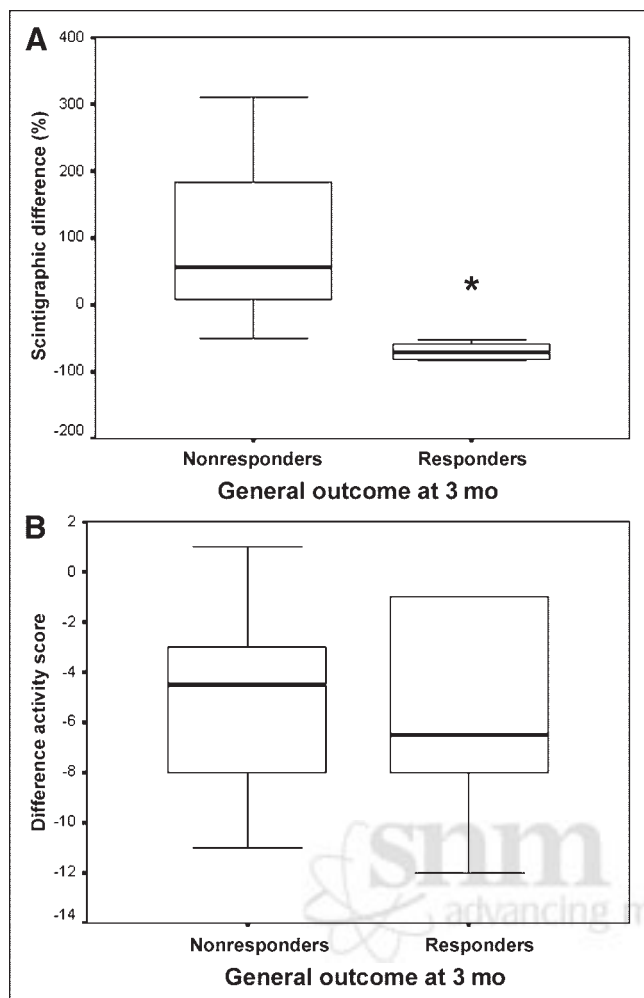 A
Scintigraphic difference (%)
400
300
200
100
0
-100
-200
*
Nonresponders Responders
General outcome at 3 mo
B
Difference activity score
2
0
-2
-4
-6
-8
-10
-12
-14
snm
advancing m
Nonresponders Responders
General outcome at 3 mo